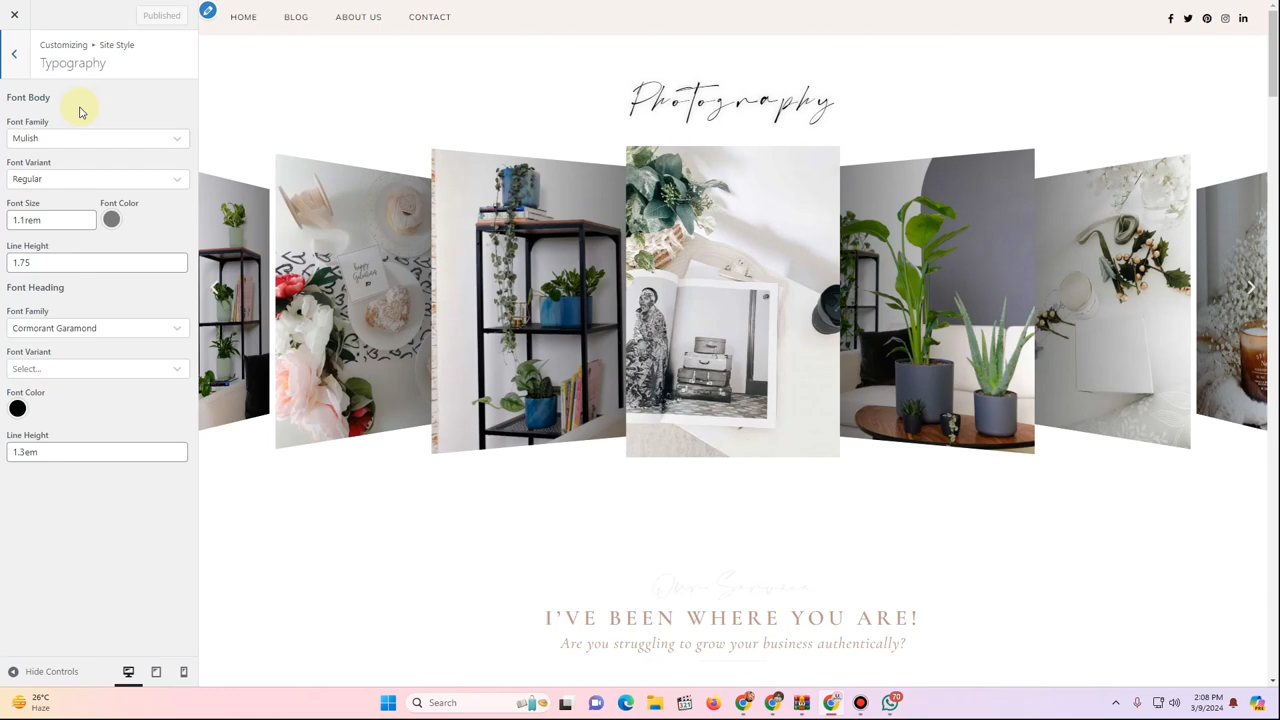 Published
HOME BLOG ABOUT US CONTACT
Customizing ▸ Site Style
Typography
Font Body
Font Family
Mulish
Font Variant
Regular
Font Size Font Color
1.1rem
Line Height
1.75
Font Heading
Font Family
Cormorant Garamond
Font Variant
Select...
Font Color
Line Height
1.3em
Photography
I'VE BEEN WHERE YOU ARE!
Are you struggling to grow your business authentically?
Hide Controls
26°C
Haze
Search
70
2:08 PM
3/9/2024